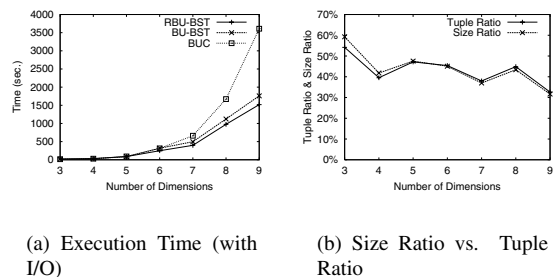 4000
3500
3000
2500
2000
1500
1000
500
0
Time (sec.)
RBU-BST
BU-BST
BUC
3 4 5 6 7 8 9
Number of Dimensions
70%
60%
50%
40%
30%
20%
10%
0%
Tuple Ratio & Size Ratio
Tuple Ratio
Size Ratio
3 4 5 6 7 8 9
Number of Dimensions
(a) Execution Time (with
I/O)
(b) Size Ratio vs. Tuple
Ratio